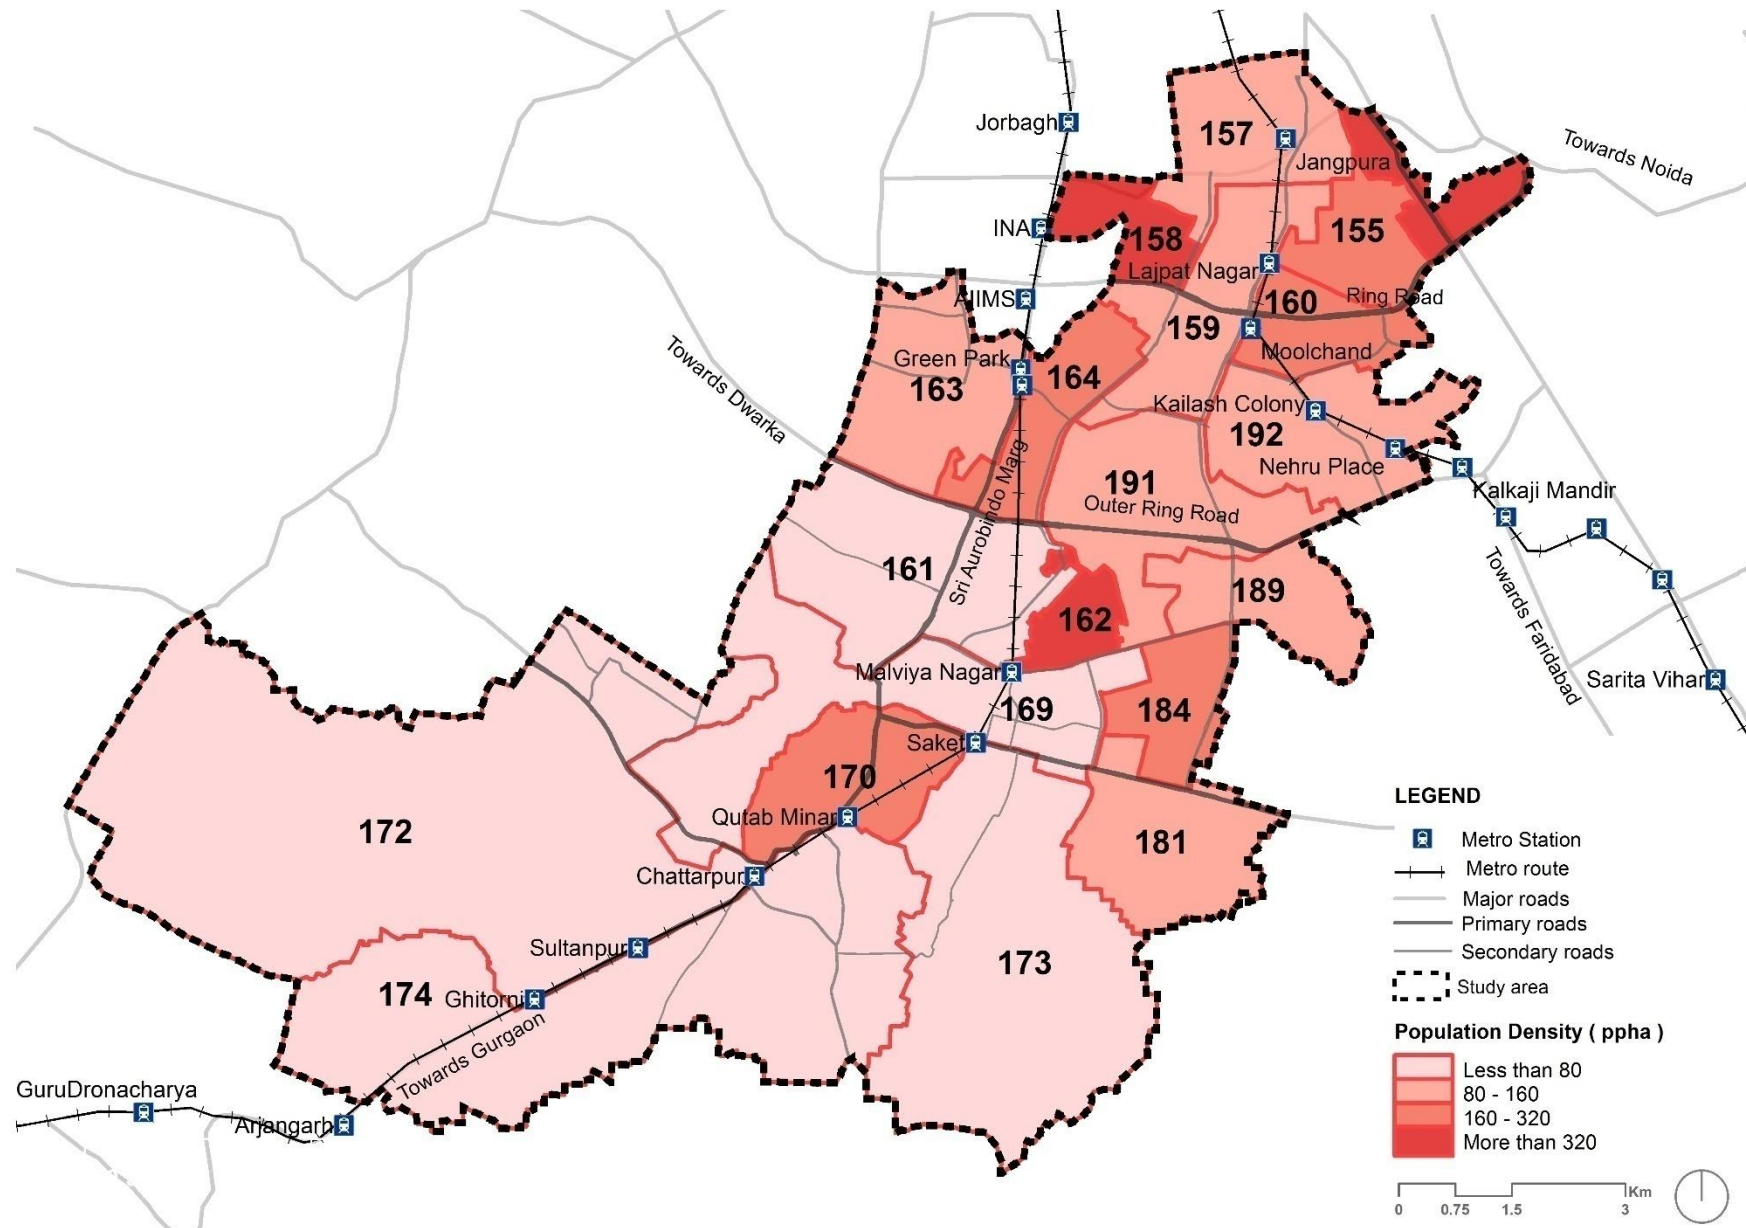 Jorbagh
157
Jangpura
Towards Noida
INA
158
155
Lajpat Nagar
AIIMS
160
Ring Road
159
Moolchand
Towards Dwarka
Green Park
163
164
Kailash Colony
192
Nehru Place
Sri Aurobindo Marg
191
Outer Ring Road
Kalkaji Mandir
161
189
Towards Faridabad
162
Malviya Nagar
Sarita Vihar
169
184
Saket
170
Qutab Minar
172
181
Chattarpur
Sultanpur
173
174
Ghitorni
Towards Gurgaon
GuruDronacharya
Arjangarh
LEGEND
Metro Station
Metro route
Major roads
Primary roads
Secondary roads
Study area
Population Density ( ppha )
Less than 80
80 - 160
160 - 320
More than 320
Km
0 0.75 1.5 3